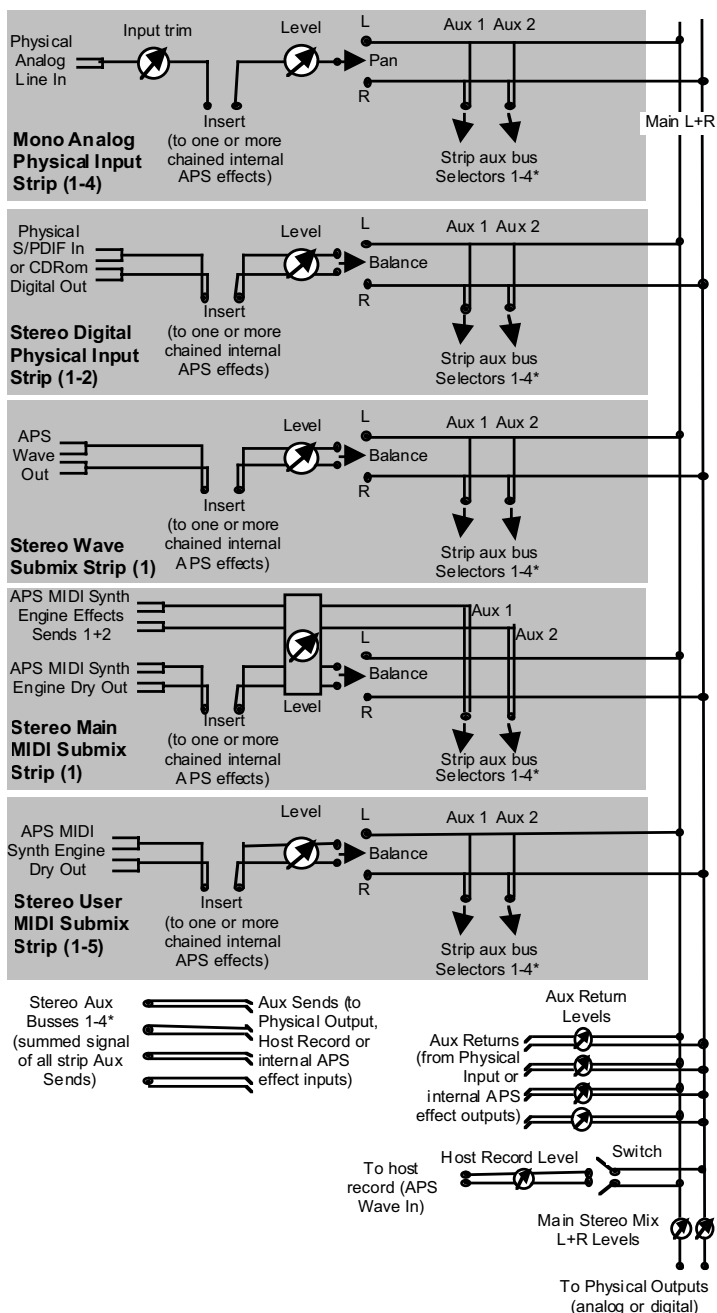 Physical
Analog
Line In
Input trim
Level
L
Pan
R
Aux 1 Aux 2
Main L+R
Insert
(to one or more
chained internal
APS effects)
Strip aux bus
Selectors 1-4*
Mono Analog
Physical Input
Strip (1-4)
Physical
S/PDIF In
or CDRom
Digital Out
Level
L
Balance
R
Aux 1 Aux 2
Insert
(to one or more
chained internal
APS effects)
Strip aux bus
Selectors 1-4*
Stereo Digital
Physical Input
Strip (1-2)
APS
Wave
Out
Level
L
Balance
R
Aux 1 Aux 2
Insert
(to one or more
chained internal
APS effects)
Strip aux bus
Selectors 1-4*
Stereo Wave
Submix Strip (1)
APS MIDI Synth
Engine Effects
Sends 1+2
APS MIDI Synth
Engine Dry Out
Level
L
Balance
R
Aux 1
Aux 2
Insert
(to one or more
chained internal
APS effects)
Strip aux bus
Selectors 1-4*
Stereo Main
MIDI Submix
Strip (1)
APS MIDI
Synth Engine
Dry Out
Level
L
Balance
R
Aux 1 Aux 2
Insert
(to one or more
chained internal
APS effects)
Strip aux bus
Selectors 1-4*
Stereo User
MIDI Submix
Strip (1-5)
Stereo Aux
Busses 1-4*
(summed signal
of all strip Aux
Sends)
Aux Sends (to
Physical Output,
Host Record or
internal APS
effect inputs)
Aux Return
Levels
Aux Returns
(from Physical
Input or
internal APS
effect outputs)
Host Record Level
Switch
To host
record (APS
Wave In)
Main Stereo Mix
L+R Levels
To Physical Outputs
(analog or digital)